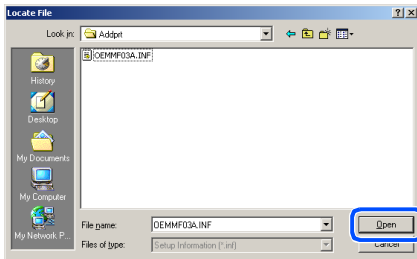 Locate File
Look in: Addprt
OEMMF03A.INF
History
Desktop
My Documents
My Computer
My Network P...
File name: OEMMF03A.INF Open
Files of type: Setup Information (*.inf) Cancel